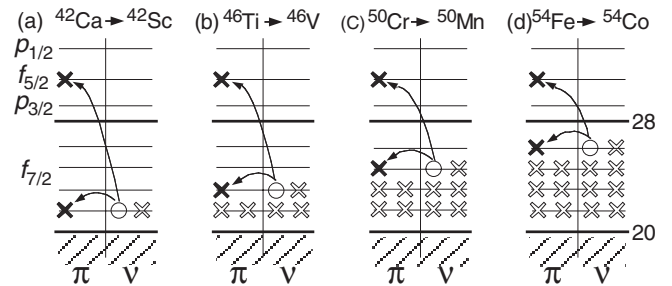 (a) ⁴²Ca → ⁴²Sc (b) ⁴⁶Ti → ⁴⁶V (C) ⁵⁰Cr → ⁵⁰Mn (d) ⁵⁴Fe → ⁵⁴Co
p₁/₂
f₅/₂
p₃/₂
28
f₇/₂
20
π ν π ν π ν π ν